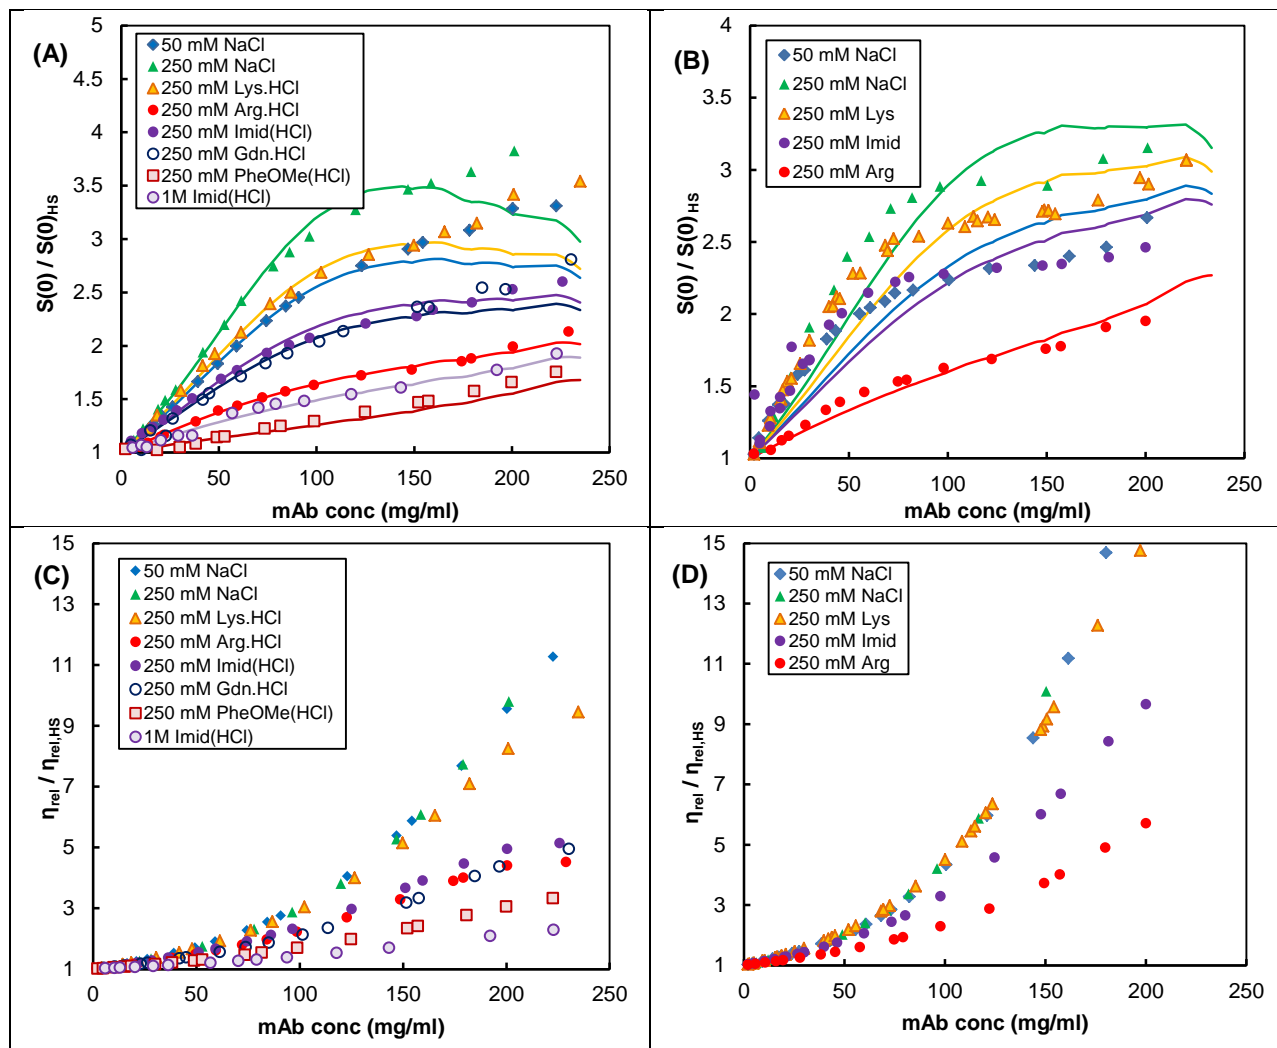 (A)
5
4.5
4
3.5
3
2.5
2
1.5
1
S(0) / S(0)HS
50 mM NaCl
250 mM NaCl
250 mM Lys.HCl
250 mM Arg.HCl
250 mM Imid(HCl)
250 mM Gdn.HCl
250 mM PheOMe(HCl)
1M Imid(HCl)
0 50 100 150 200 250
mAb conc (mg/ml)
(B)
4
3.5
3
2.5
2
1.5
1
S(0) / S(0)HS
50 mM NaCl
250 mM NaCl
250 mM Lys
250 mM Imid
250 mM Arg
0 50 100 150 200 250
mAb conc (mg/ml)
(C)
15
13
11
9
7
5
3
1
ηrel / ηrel,HS
50 mM NaCl
250 mM NaCl
250 mM Lys.HCl
250 mM Arg.HCl
250 mM Imid(HCl)
250 mM Gdn.HCl
250 mM PheOMe(HCl)
1M Imid(HCl)
0 50 100 150 200 250
mAb conc (mg/ml)
(D)
15
13
11
9
7
5
3
1
ηrel / ηrel,HS
50 mM NaCl
250 mM NaCl
250 mM Lys
250 mM Imid
250 mM Arg
0 50 100 150 200 250
mAb conc (mg/ml)